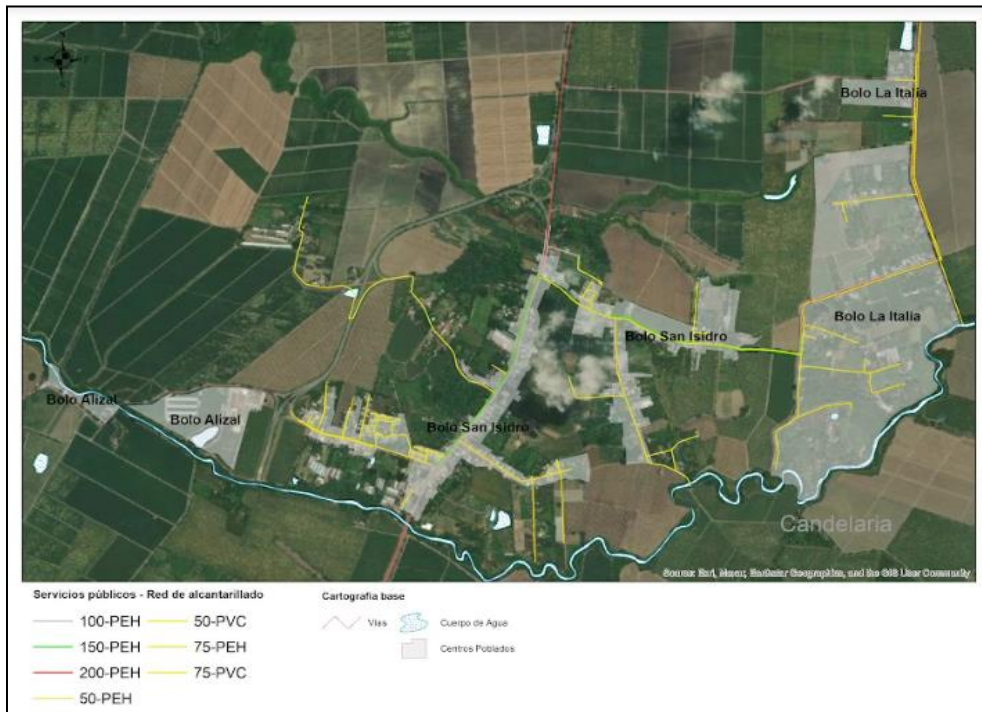 N
Bolo La Italia
Bolo La Italia
Bolo San Isidro
Bolo Alizal
Bolo Alizal
Bolo San Isidro
Candelaria
Source: Esri, Maxar, Earthstar Geographics, and the GIS User Community
Servicios públicos - Red de alcantarillado
100-PEH
50-PVC
150-PEH
75-PEH
200-PEH
75-PVC
50-PEH
Cartografía base
Vías
Cuerpo de Agua
Centros Poblados